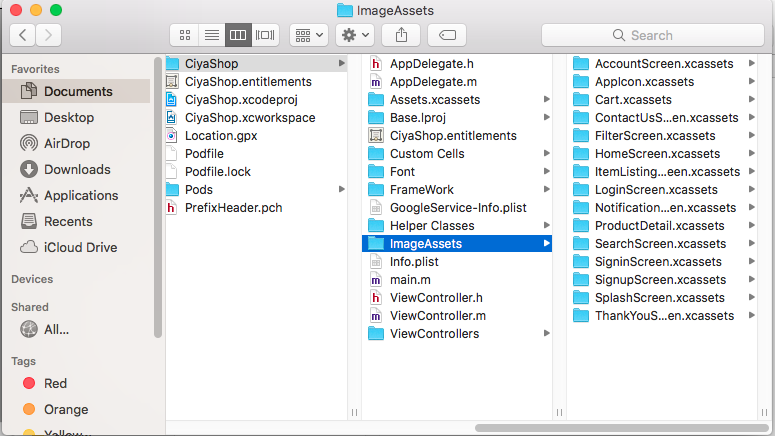 ImageAssets
Search
Favorites
Documents
Desktop
AirDrop
Downloads
Applications
Recents
iCloud Drive
Devices
Shared
All...
Tags
Red
Orange
Yellow
CiyaShop
CiyaShop.entitlements
CiyaShop.xcodeproj
CiyaShop.xcworkspace
Location.gpx
Podfile
Podfile.lock
Pods
PrefixHeader.pch
AppDelegate.h
AppDelegate.m
Assets.xcassets
Base.lproj
CiyaShop.entitlements
Custom Cells
Font
FrameWork
GoogleService-Info.plist
Helper Classes
ImageAssets
Info.plist
main.m
ViewController.h
ViewController.m
ViewControllers
AccountScreen.xcassets
AppIcon.xcassets
Cart.xcassets
ContactUsS...en.xcassets
FilterScreen.xcassets
HomeScreen.xcassets
ItemListing...en.xcassets
LoginScreen.xcassets
Notification...en.xcassets
ProductDetail.xcassets
SearchScreen.xcassets
SigninScreen.xcassets
SignupScreen.xcassets
SplashScreen.xcassets
ThankYouS...en.xcassets